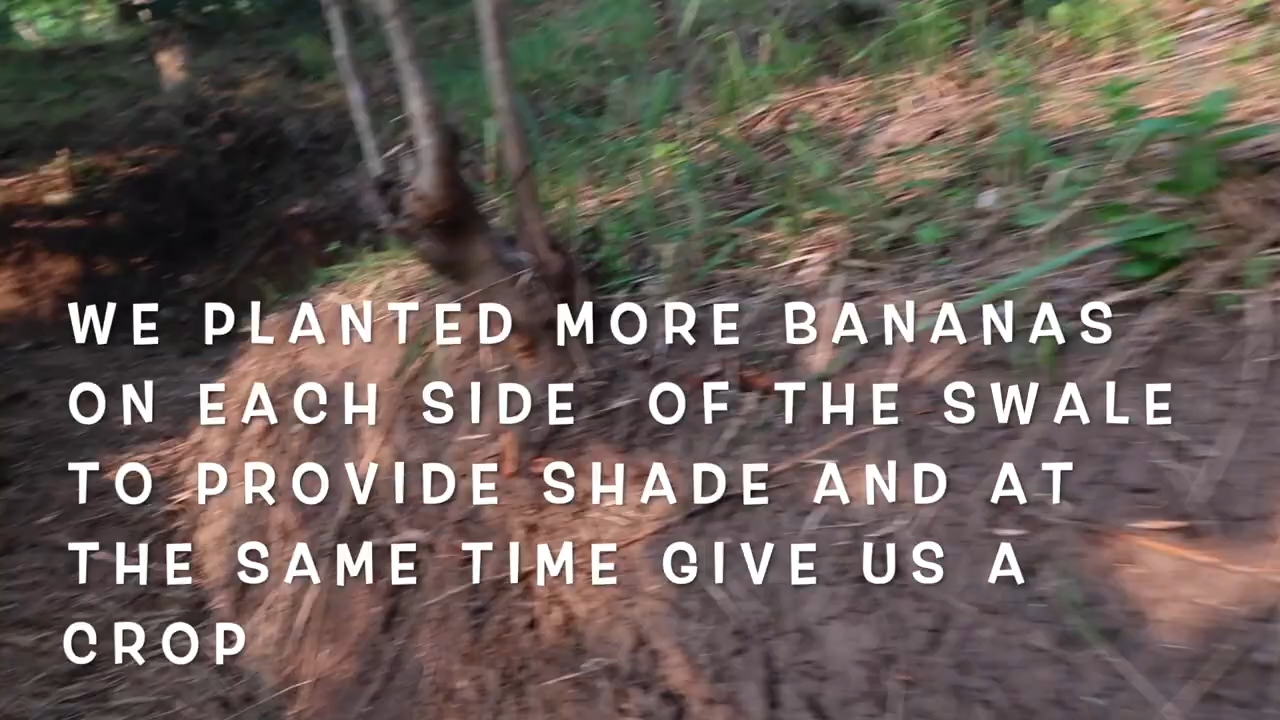 WE PLANTED MORE BANANAS
ON EACH SIDE OF THE SWALE
TO PROVIDE SHADE AND AT
THE SAME TIME GIVE US A
CROP